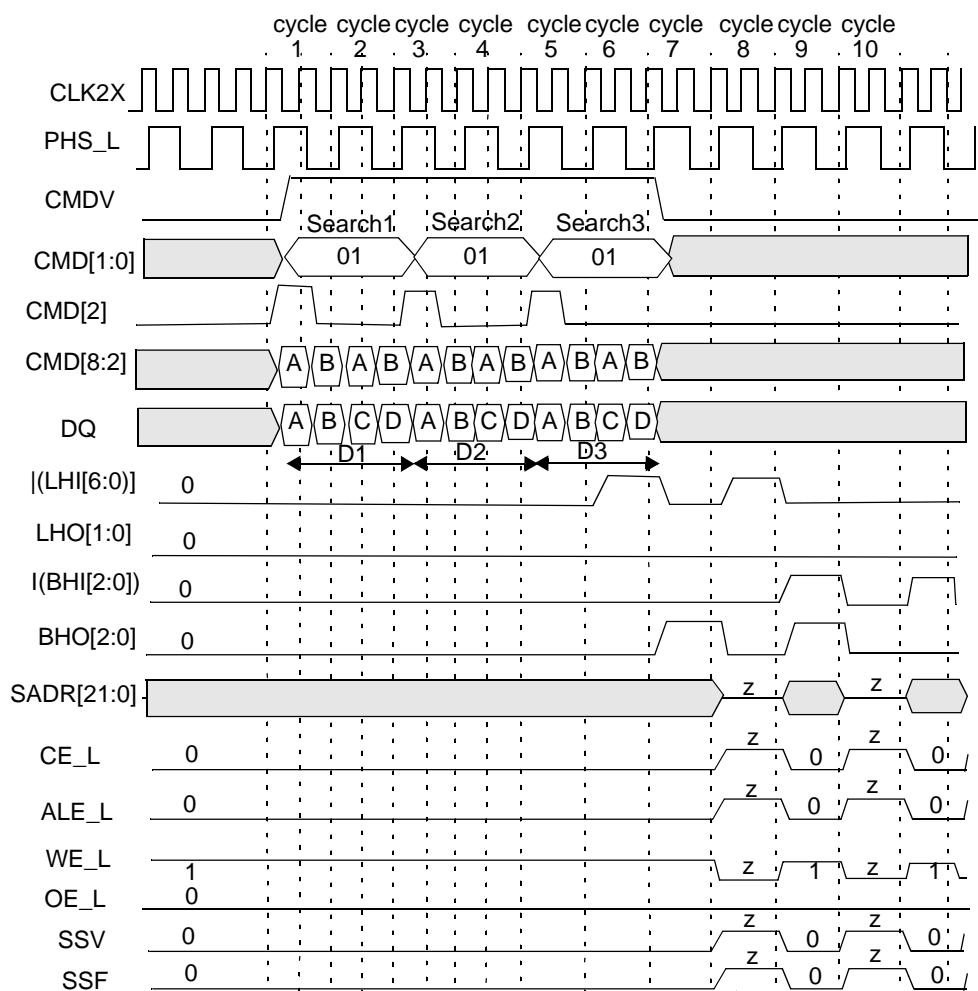 cycle cycle cycle cycle cycle cycle cycle cycle cycle cycle
1 2 3 4 5 6 7 8 9 10
CLK2X
PHS_L
CMDV
Search1 Search2 Search3
CMD[1:0] 01 01 01
CMD[2]
CMD[8:2] A B A B A B A B A B A B
DQ A B C D A B C D A B C D
D1 D2 D3
|(LHI[6:0)] 0
LHO[1:0] 0
I(BHI[2:0]) 0
BHO[2:0] 0
SADR[21:0] z z
CE_L 0 z 0 z 0
ALE_L 0 z 0 z 0
WE_L 1 z 1 z 1
OE_L 0
SSV 0 z 0 z 0
SSF 0 z 0 z 0